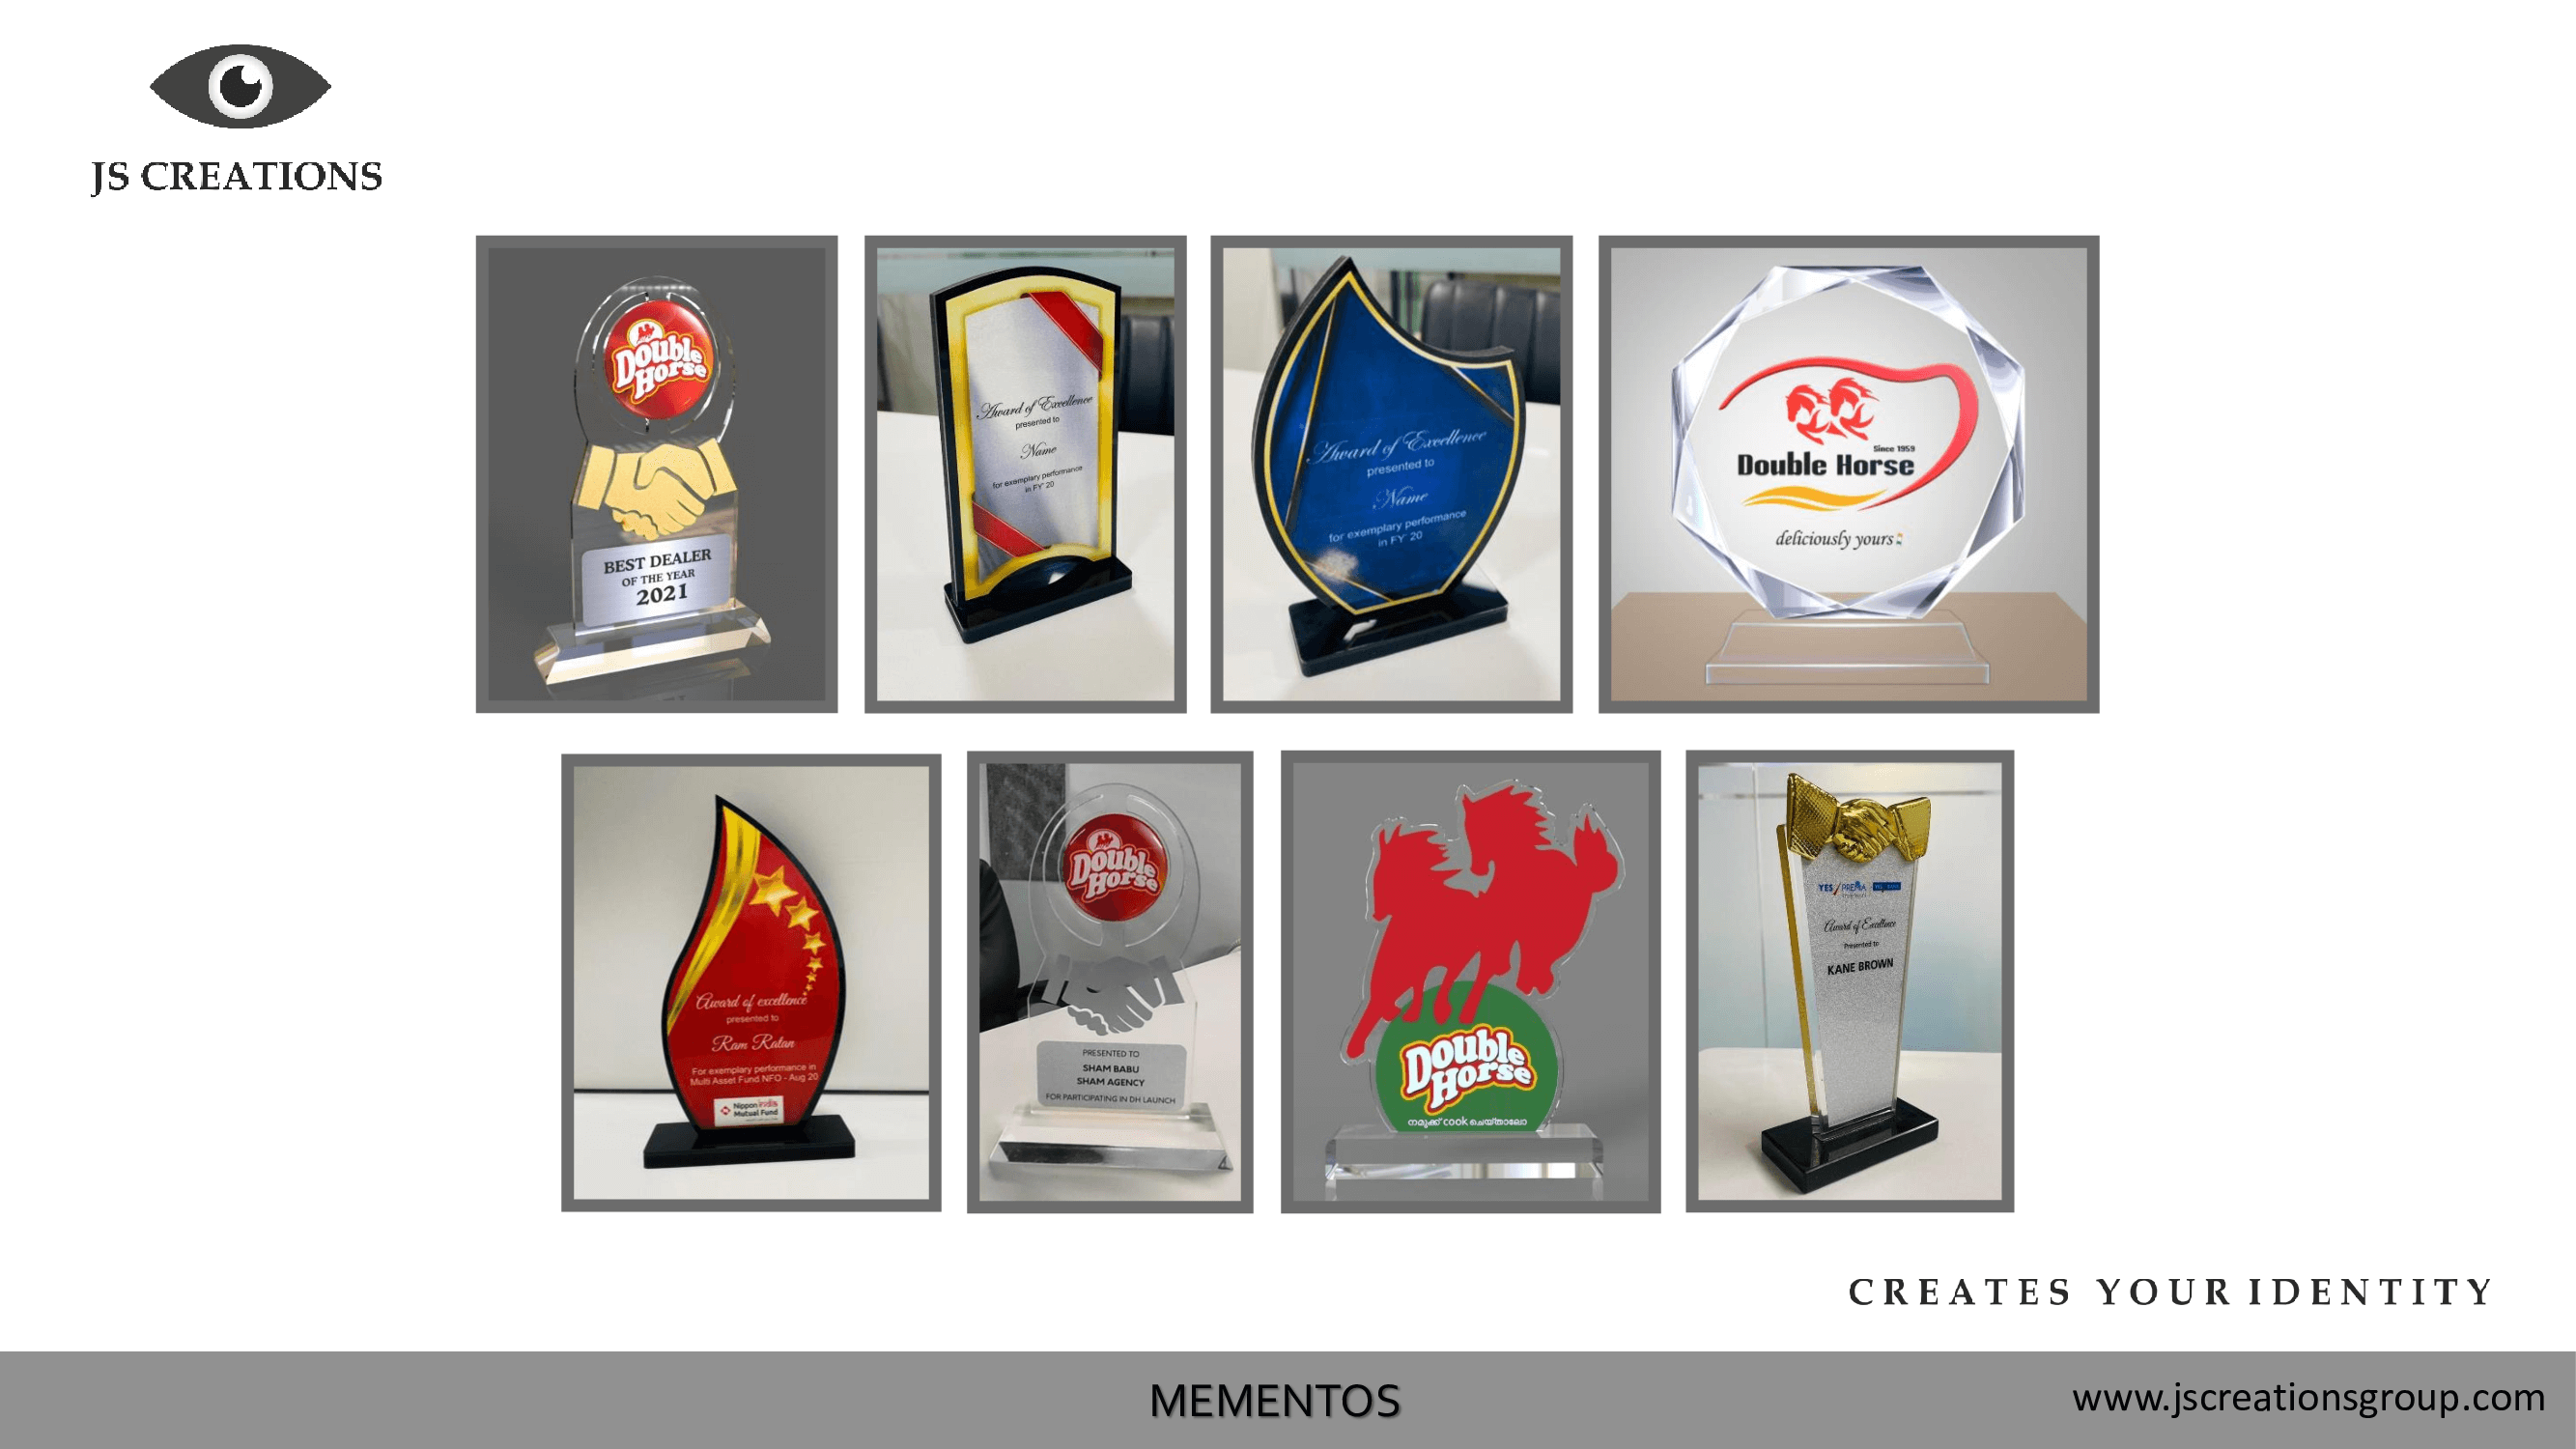 JS CREATIONS
Double
Horse
BEST DEALER
OF THE YEAR
2021
Award of Excellence
presented to
Name
for exemplary performance
in FY' 20
Award of Excellence
presented to
Name
for exemplary performance
in FY' 20
Since 1959
Double Horse
deliciously yours
Award of excellence
presented to
Ram Ratan
For exemplary performance in
Multi Asset Fund NFO - Aug 20
Nippon india
Mutual Fund
Double
Horse
PRESENTED TO
SHAM BABU
SHAM AGENCY
FOR PARTICIPATING IN DH LAUNCH
Double
Horse
നമുക്ക് cook ചെയ്താലോ
YES PREMIA
Award of Excellence
Presented to
KANE BROWN
CREATES YOUR IDENTITY
MEMENTOS
www.jscreationsgroup.com